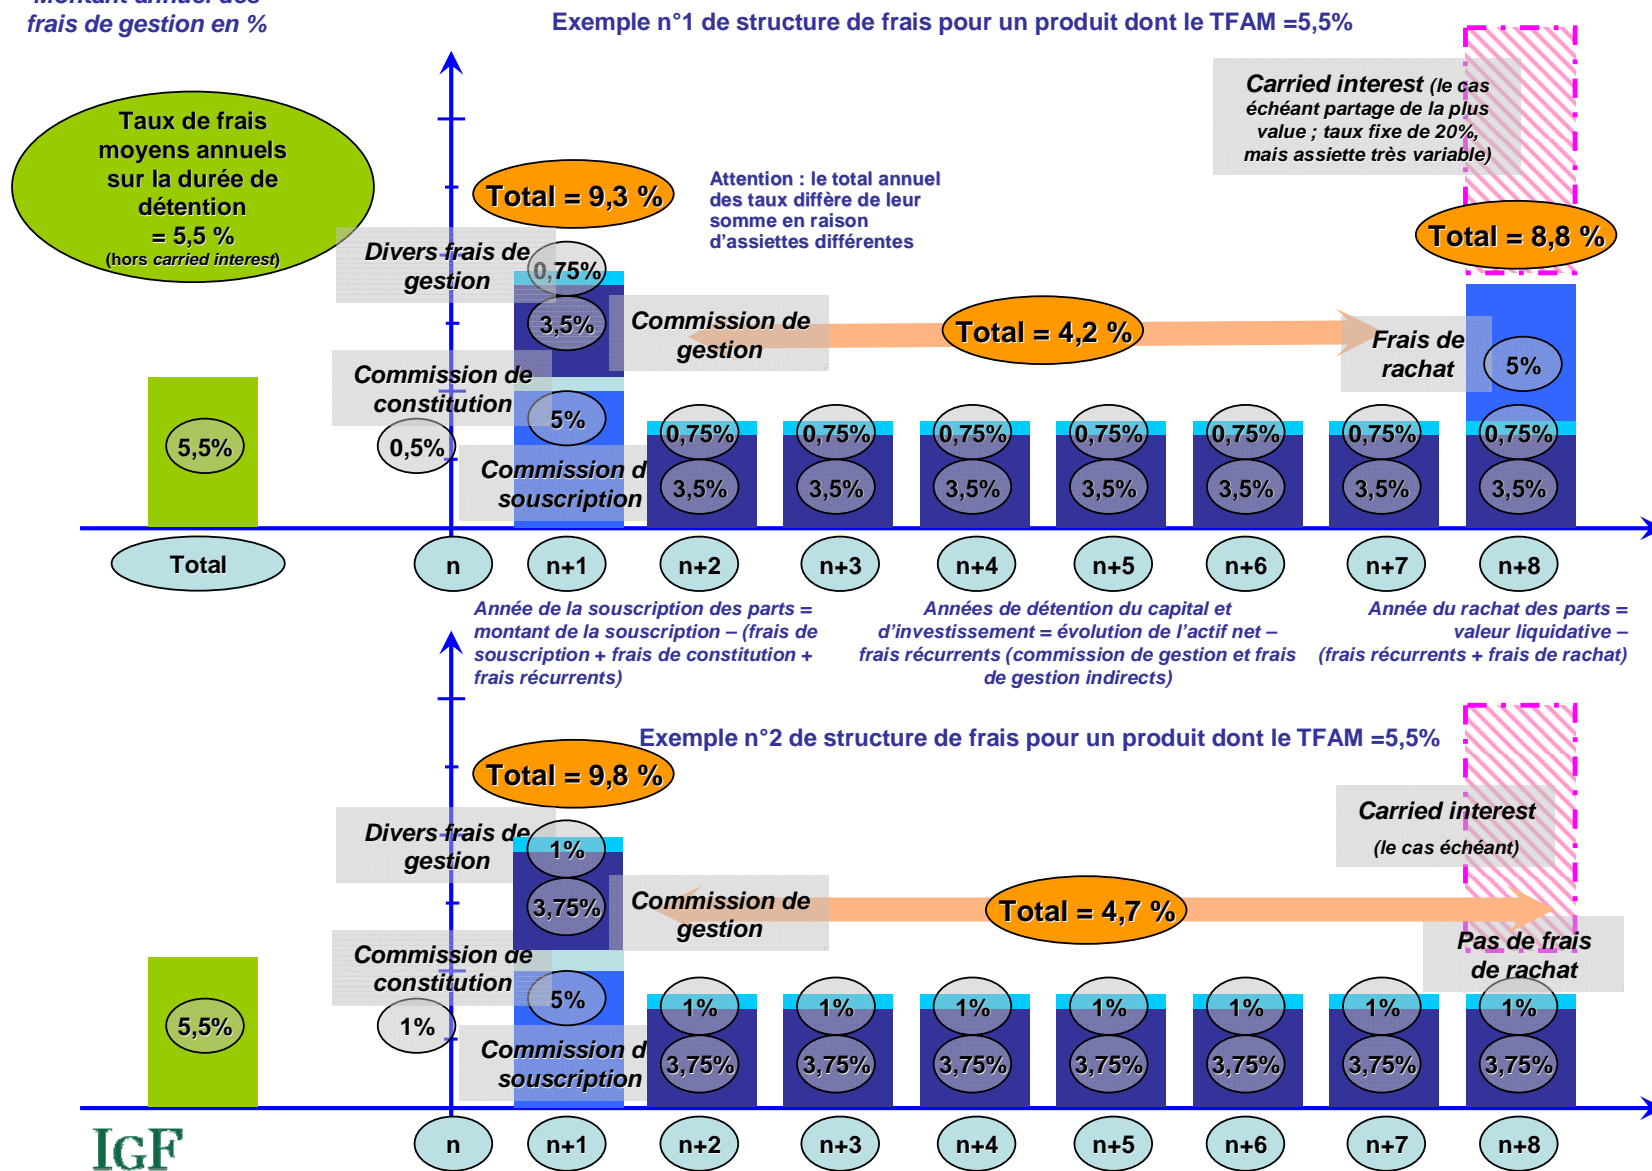 Montant annuel des
frais de gestion en %
Exemple n°1 de structure de frais pour un produit dont le TFAM =5,5%
Taux de frais
moyens annuels
sur la durée de
détention
= 5,5 %
(hors carried interest)
Total = 9,3 %
Attention : le total annuel
des taux diffère de leur
somme en raison
d'assiettes différentes
Carried interest (le cas
échéant partage de la plus
value ; taux fixe de 20%,
mais assiette très variable)
Total = 8,8 %
Divers frais de
gestion
0,75%
3,5%
Commission de
gestion
Total = 4,2 %
Frais de
rachat
5%
Commission de
constitution
5%
5,5%
0,5%
Commission d
souscription
0,75%
0,75%
0,75%
0,75%
0,75%
0,75%
0,75%
3,5%
3,5%
3,5%
3,5%
3,5%
3,5%
3,5%
Total
n
n+1
n+2
n+3
n+4
n+5
n+6
n+7
n+8
Année de la souscription des parts =
montant de la souscription – (frais de
souscription + frais de constitution +
frais récurrents)
Années de détention du capital et
d'investissement = évolution de l'actif net –
frais récurrents (commission de gestion et frais
de gestion indirects)
Année du rachat des parts =
valeur liquidative –
(frais récurrents + frais de rachat)
Exemple n°2 de structure de frais pour un produit dont le TFAM =5,5%
Total = 9,8 %
Carried interest
(le cas échéant)
Divers frais de
gestion
1%
3,75%
Commission de
gestion
Total = 4,7 %
Pas de frais
de rachat
Commission de
constitution
5%
5,5%
1%
Commission d
souscription
1%
1%
1%
1%
1%
1%
1%
3,75%
3,75%
3,75%
3,75%
3,75%
3,75%
3,75%
n
n+1
n+2
n+3
n+4
n+5
n+6
n+7
n+8
IGF